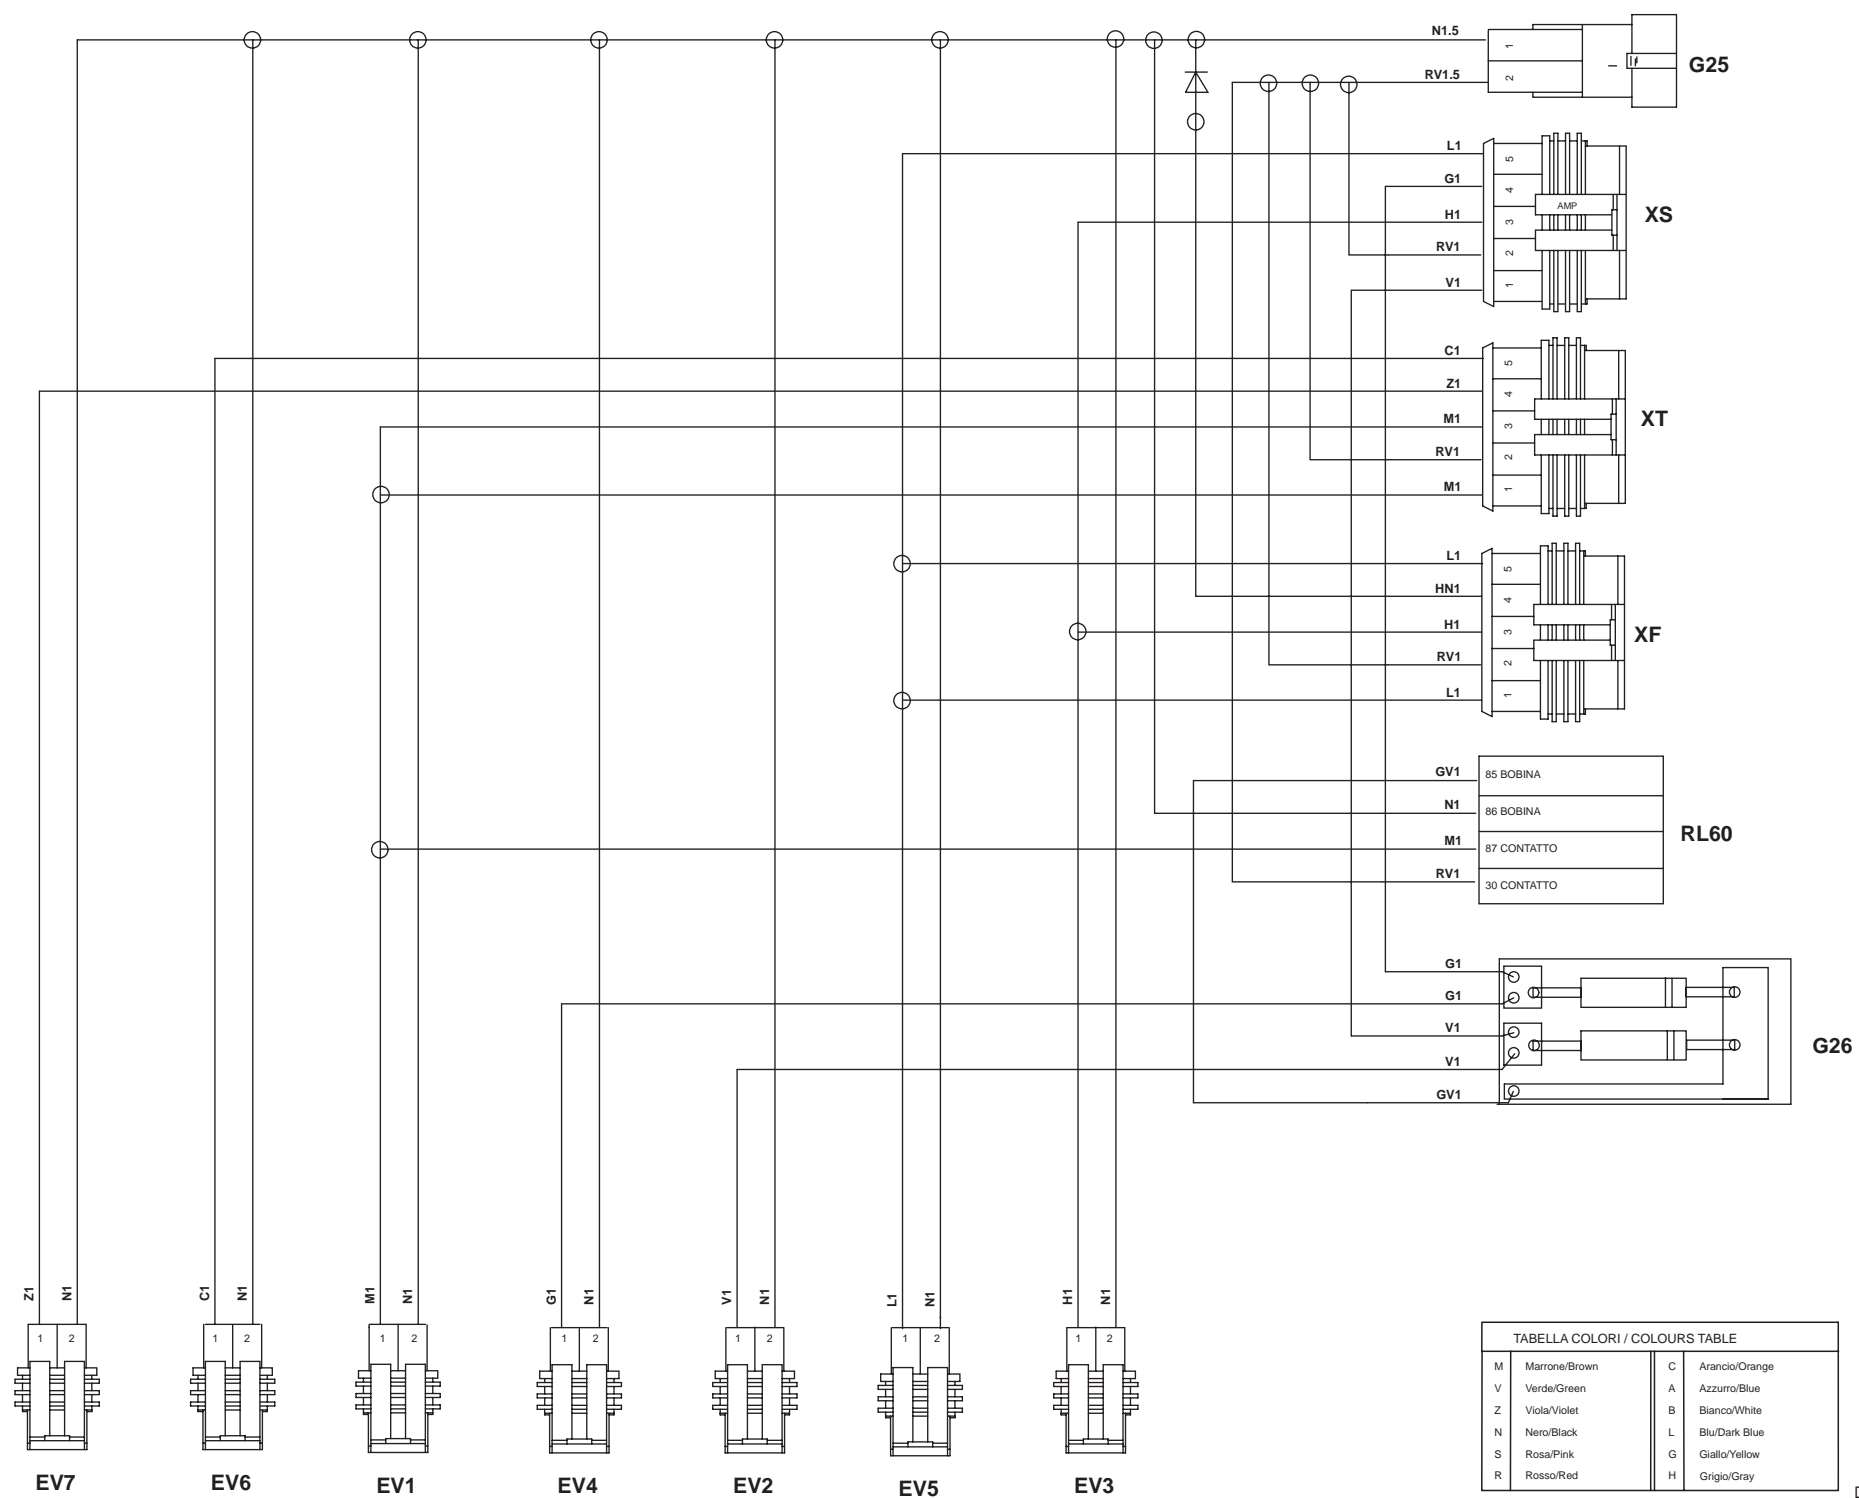 N1.5
1
RV1.5
2
G25
L1
5
G1
4
AMP
H1
3
XS
RV1
2
V1
1
C1
5
Z1
4
M1
3
XT
RV1
2
M1
1
L1
5
HN1
4
H1
3
XF
RV1
2
L1
1
GV1
85 BOBINA
N1
86 BOBINA
RL60
M1
87 CONTATTO
RV1
30 CONTATTO
G1
G1
V1
G26
V1
GV1
Z1 N1 C1 N1 M1 N1 G1 N1 V1 N1 L1 N1 H1 N1
1 2 1 2 1 2 1 2 1 2 1 2 1 2
EV7 EV6 EV1 EV4 EV2 EV5 EV3
TABELLA COLORI / COLOURS TABLE
M Marrone/Brown C Arancio/Orange
V Verde/Green A Azzurro/Blue
Z Viola/Violet B Bianco/White
N Nero/Black L Blu/Dark Blue
S Rosa/Pink G Giallo/Yellow
R Rosso/Red H Grigio/Gray